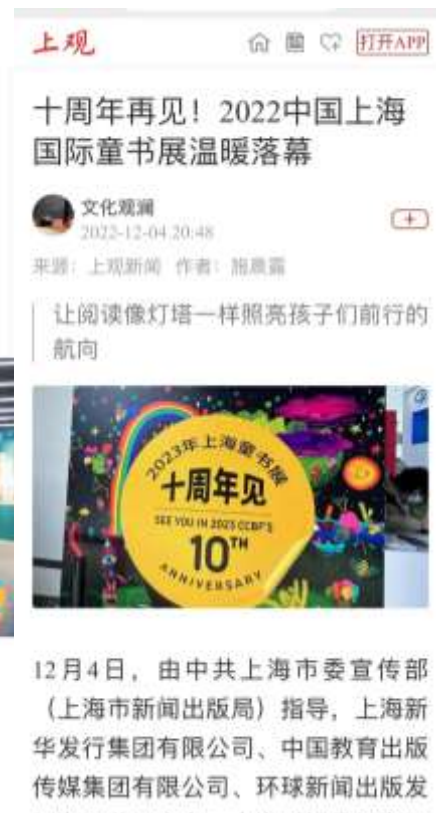 上观
打开APP
十周年再见！2022中国上海
国际童书展温暖落幕
文化观澜
2022-12-04 20:48
来源：上观新闻 作者：施晨露
让阅读像灯塔一样照亮孩子们前行的
航向
2023年上海童书展
十周年见
SEE YOU IN 2023 CCBF'S
10TH
ANNIVERSARY
12月4日，由中共上海市委宣传部
（上海市新闻出版局）指导，上海新
华发行集团有限公司、中国教育出版
传媒集团有限公司、环球新闻出版发